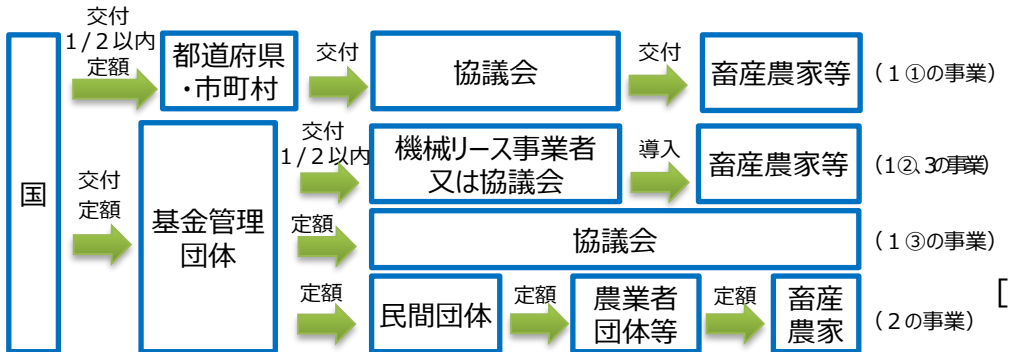 国
交付
1/2以内
定額
都道府県
・市町村
交付
協議会
交付
畜産農家等
(1①の事業)
交付
定額
基金管理
団体
交付
1/2以内
機械リース事業者
又は協議会
導入
畜産農家等
(1②、3の事業)
定額
協議会
(1③の事業)
定額
民間団体
定額
農業者
団体等
定額
畜産
農家
(2の事業)
[